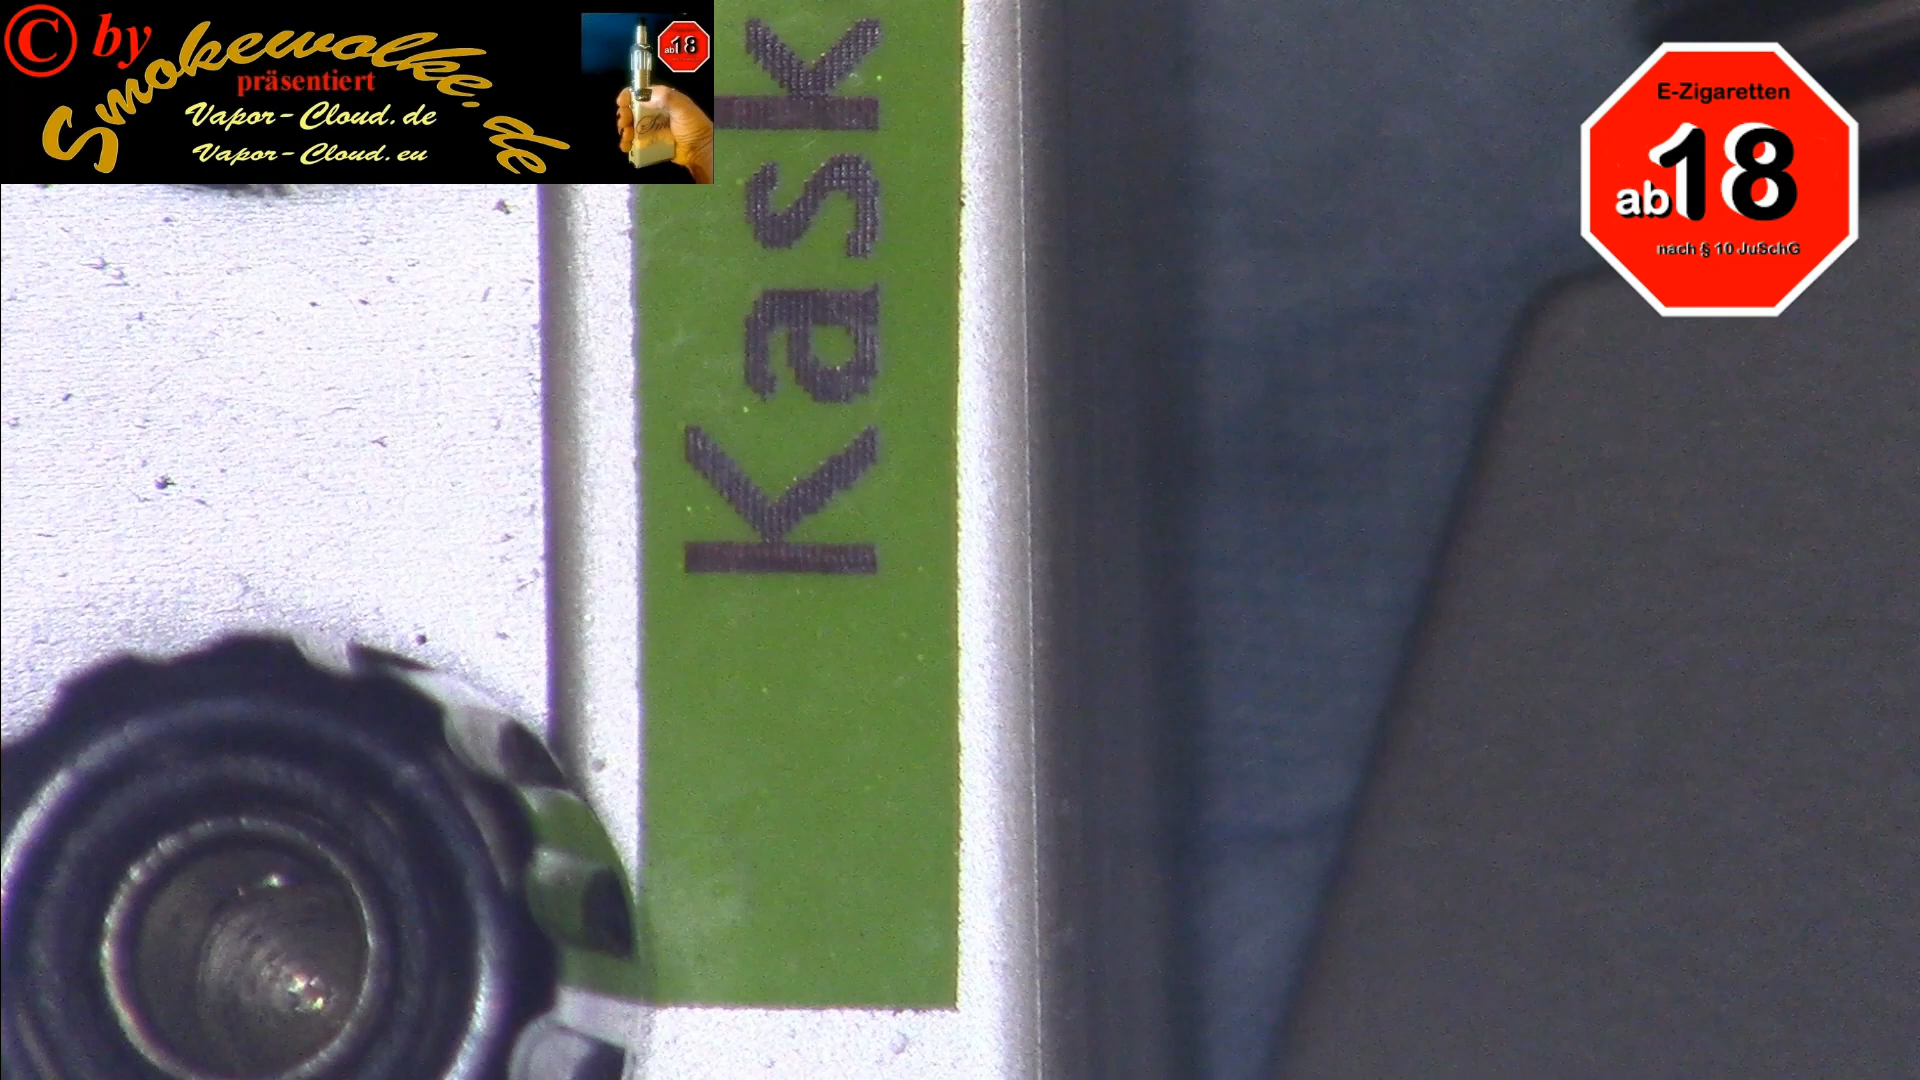 © by
Smokewolke.de
präsentiert
Vapor-Cloud.de
Vapor-Cloud.eu
ab18
Kask
E-Zigaretten
ab18
nach § 10 JuSchG